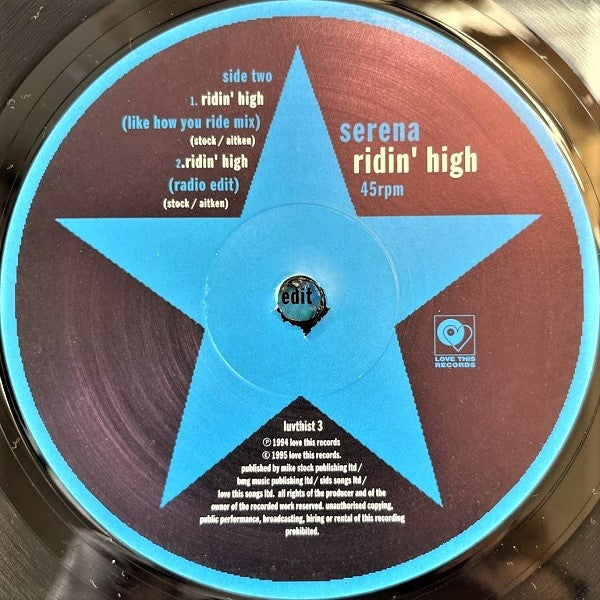 side two
1. ridin' high
(like how you ride mix)
(stock / aitken)
2.ridin' high
(radio edit)
(stock / aitken)
serena
ridin' high
45rpm
edit
LOVE THIS
RECORDS
luvthist 3
℗ 1994 love this records
© 1995 love this records.
published by mike stock publishing ltd /
bmg music publishing ltd / sids songs ltd /
love this songs ltd. all rights of the producer and of the
owner of the recorded work reserved. unauthorised copying,
public performance, broadcasting, hiring or rental of this recording
prohibited.